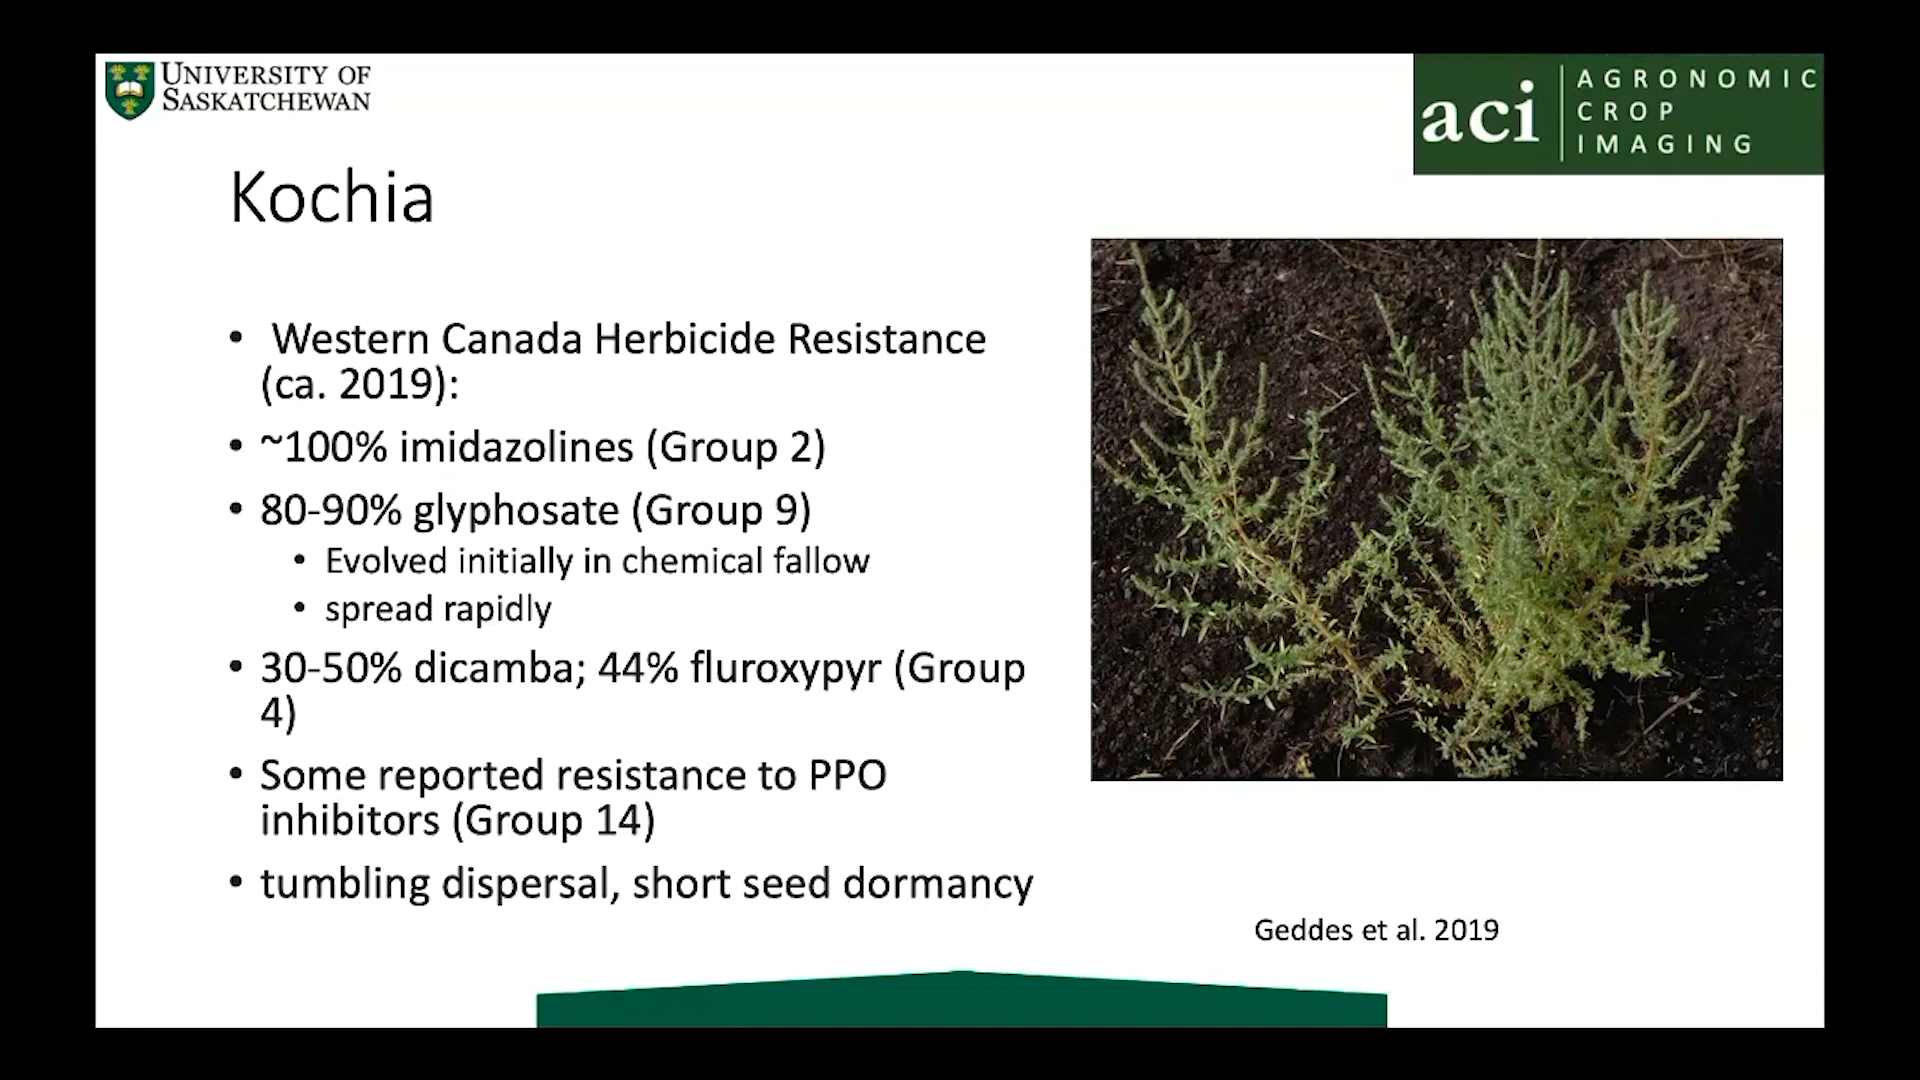 UNIVERSITY OF
SASKATCHEWAN
aci
AGRONOMIC
CROP
IMAGING
Kochia
• Western Canada Herbicide Resistance
(ca. 2019):
• ~100% imidazolines (Group 2)
• 80-90% glyphosate (Group 9)
• Evolved initially in chemical fallow
• spread rapidly
• 30-50% dicamba; 44% fluroxypyr (Group
4)
• Some reported resistance to PPO
inhibitors (Group 14)
• tumbling dispersal, short seed dormancy
Geddes et al. 2019